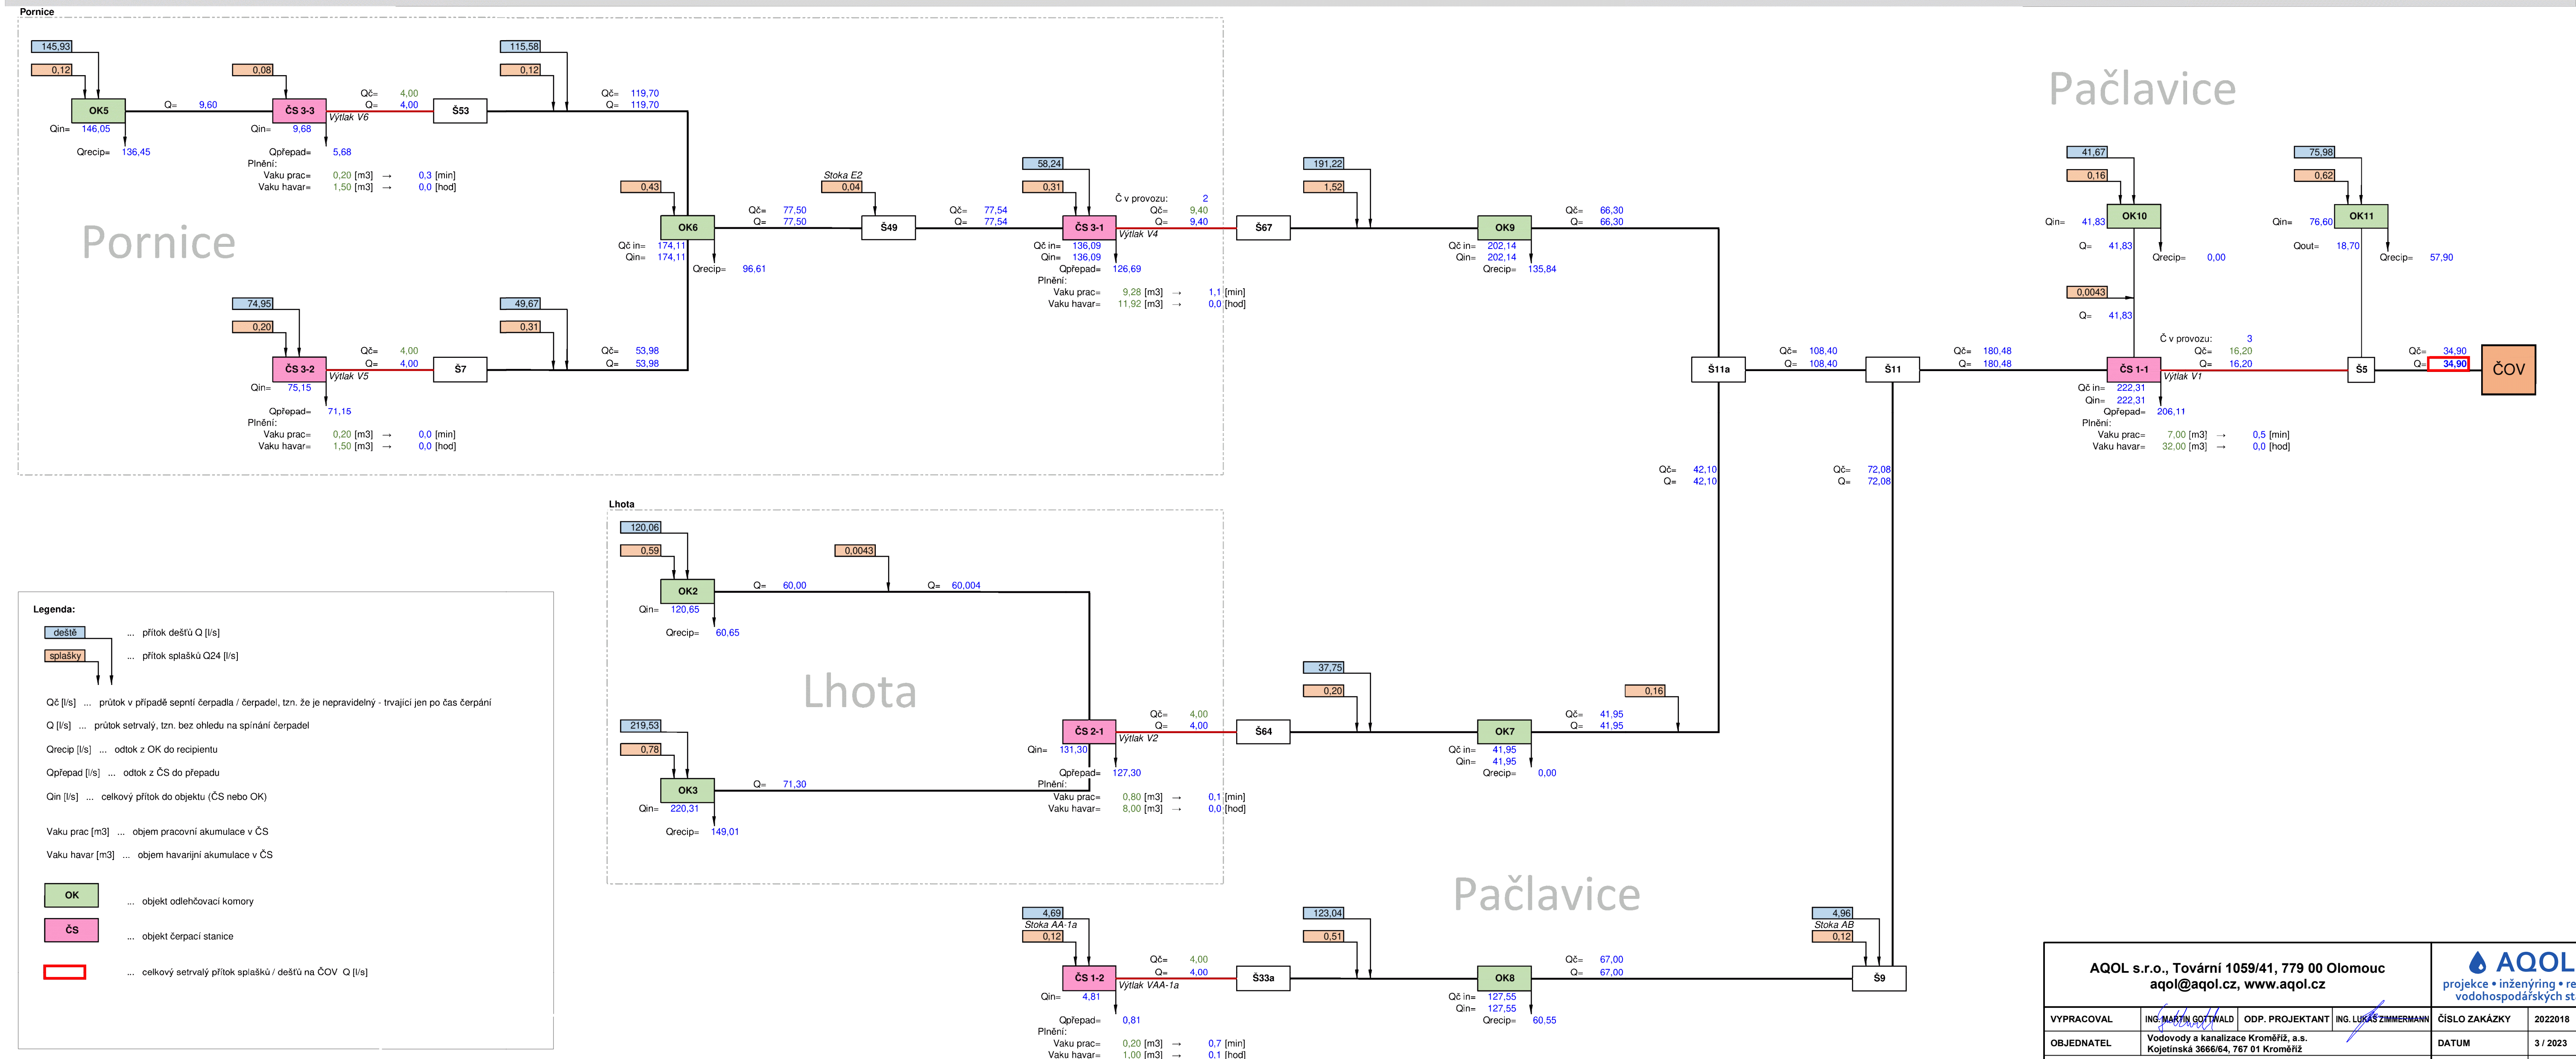 Pornice
145,93
0,12
OK5
Qin= 146,05
Qrecip= 136,45
Q= 9,60
0,08
ČS 3-3
Qin= 9,68
Qpřepad= 5,68
Plnění:
Vaku prac= 0,20 [m3] → 0,3 [min]
Vaku havar= 1,50 [m3] → 0,0 [hod]
Qč= 4,00
Q= 4,00
Výtlak V6
Š53
115,58
0,12
Qč= 119,70
Q= 119,70
Pornice
74,95
0,20
ČS 3-2
Qin= 75,15
Qpřepad= 71,15
Plnění:
Vaku prac= 0,20 [m3] → 0,0 [min]
Vaku havar= 1,50 [m3] → 0,0 [hod]
Qč= 4,00
Q= 4,00
Výtlak V5
Š7
49,67
0,31
Qč= 53,98
Q= 53,98
0,43
OK6
Qč in= 174,11
Qin= 174,11
Qrecip= 96,61
Qč= 77,50
Q= 77,50
Stoka E2
0,04
Š49
Qč= 77,54
Q= 77,54
58,24
0,31
ČS 3-1
Qč in= 136,09
Qin= 136,09
Qpřepad= 126,69
Plnění:
Vaku prac= 9,28 [m3] → 1,1 [min]
Vaku havar= 11,92 [m3] → 0,0 [hod]
Č v provozu: 2
Qč= 9,40
Q= 9,40
Výtlak V4
Š67
191,22
1,52
OK9
Qč in= 202,14
Qin= 202,14
Qrecip= 135,84
Qč= 66,30
Q= 66,30
Š11a
Qč= 108,40
Q= 108,40
Š11
Qč= 180,48
Q= 180,48
Qč= 42,10
Q= 42,10
Qč= 72,08
Q= 72,08
Pačlavice
41,67
0,16
OK10
Qin= 41,83
Q= 41,83
Qrecip= 0,00
0,0043
Q= 41,83
75,98
0,62
OK11
Qin= 76,60
Qout= 18,70
Qrecip= 57,90
ČS 1-1
Qč in= 222,31
Qin= 222,31
Qpřepad= 206,11
Plnění:
Vaku prac= 7,00 [m3] → 0,5 [min]
Vaku havar= 32,00 [m3] → 0,0 [hod]
Č v provozu: 3
Qč= 16,20
Q= 16,20
Výtlak V1
Š5
Qč= 34,90
Q= 34,90
ČOV
Lhota
120,06
0,59
OK2
Qin= 120,65
Qrecip= 60,65
Q= 60,00
0,0043
Q= 60,004
Lhota
219,53
0,78
OK3
Qin= 220,31
Qrecip= 149,01
Q= 71,30
ČS 2-1
Qin= 131,30
Qpřepad= 127,30
Plnění:
Vaku prac= 0,80 [m3] → 0,1 [min]
Vaku havar= 8,00 [m3] → 0,0 [hod]
Qč= 4,00
Q= 4,00
Výtlak V2
Š64
37,75
0,20
OK7
Qč in= 41,95
Qin= 41,95
Qrecip= 0,00
Qč= 41,95
Q= 41,95
0,16
Pačlavice
4,69
Stoka AA-1a
0,12
ČS 1-2
Qin= 4,81
Qpřepad= 0,81
Plnění:
Vaku prac= 0,20 [m3] → 0,7 [min]
Vaku havar= 1,00 [m3] → 0,1 [hod]
Qč= 4,00
Q= 4,00
Výtlak VAA-1a
Š33a
123,04
0,51
OK8
Qč in= 127,55
Qin= 127,55
Qrecip= 60,55
Qč= 67,00
Q= 67,00
4,96
Stoka AB
0,12
Š9
Legenda:
deště ... přítok dešťů Q [l/s]
splašky ... přítok splašků Q24 [l/s]
Qč [l/s] ... průtok v případě sepntí čerpadla / čerpadel, tzn. že je nepravidelný - trvající jen po čas čerpání
Q [l/s] ... průtok setrvalý, tzn. bez ohledu na spínání čerpadel
Qrecip [l/s] ... odtok z OK do recipientu
Qpřepad [l/s] ... odtok z ČS do přepadu
Qin [l/s] ... celkový přítok do objektu (ČS nebo OK)
Vaku prac [m3] ... objem pracovní akumulace v ČS
Vaku havar [m3] ... objem havarijní akumulace v ČS
OK ... objekt odlehčovací komory
ČS ... objekt čerpací stanice
... celkový setrvalý přítok splašků / dešťů na ČOV Q [l/s]
AQOL s.r.o., Tovární 1059/41, 779 00 Olomouc
aqol@aqol.cz, www.aqol.cz
AQOL
projekce • inženýring • re
vodohospodářských st
VYPRACOVAL ING. MARTIN GOTTWALD ODP. PROJEKTANT ING. LUKÁŠ ZIMMERMANN ČÍSLO ZAKÁZKY 2022018
OBJEDNATEL Vodovody a kanalizace Kroměříž, a.s. DATUM 3 / 2023
Kojetínská 3666/64, 767 01 Kroměříž